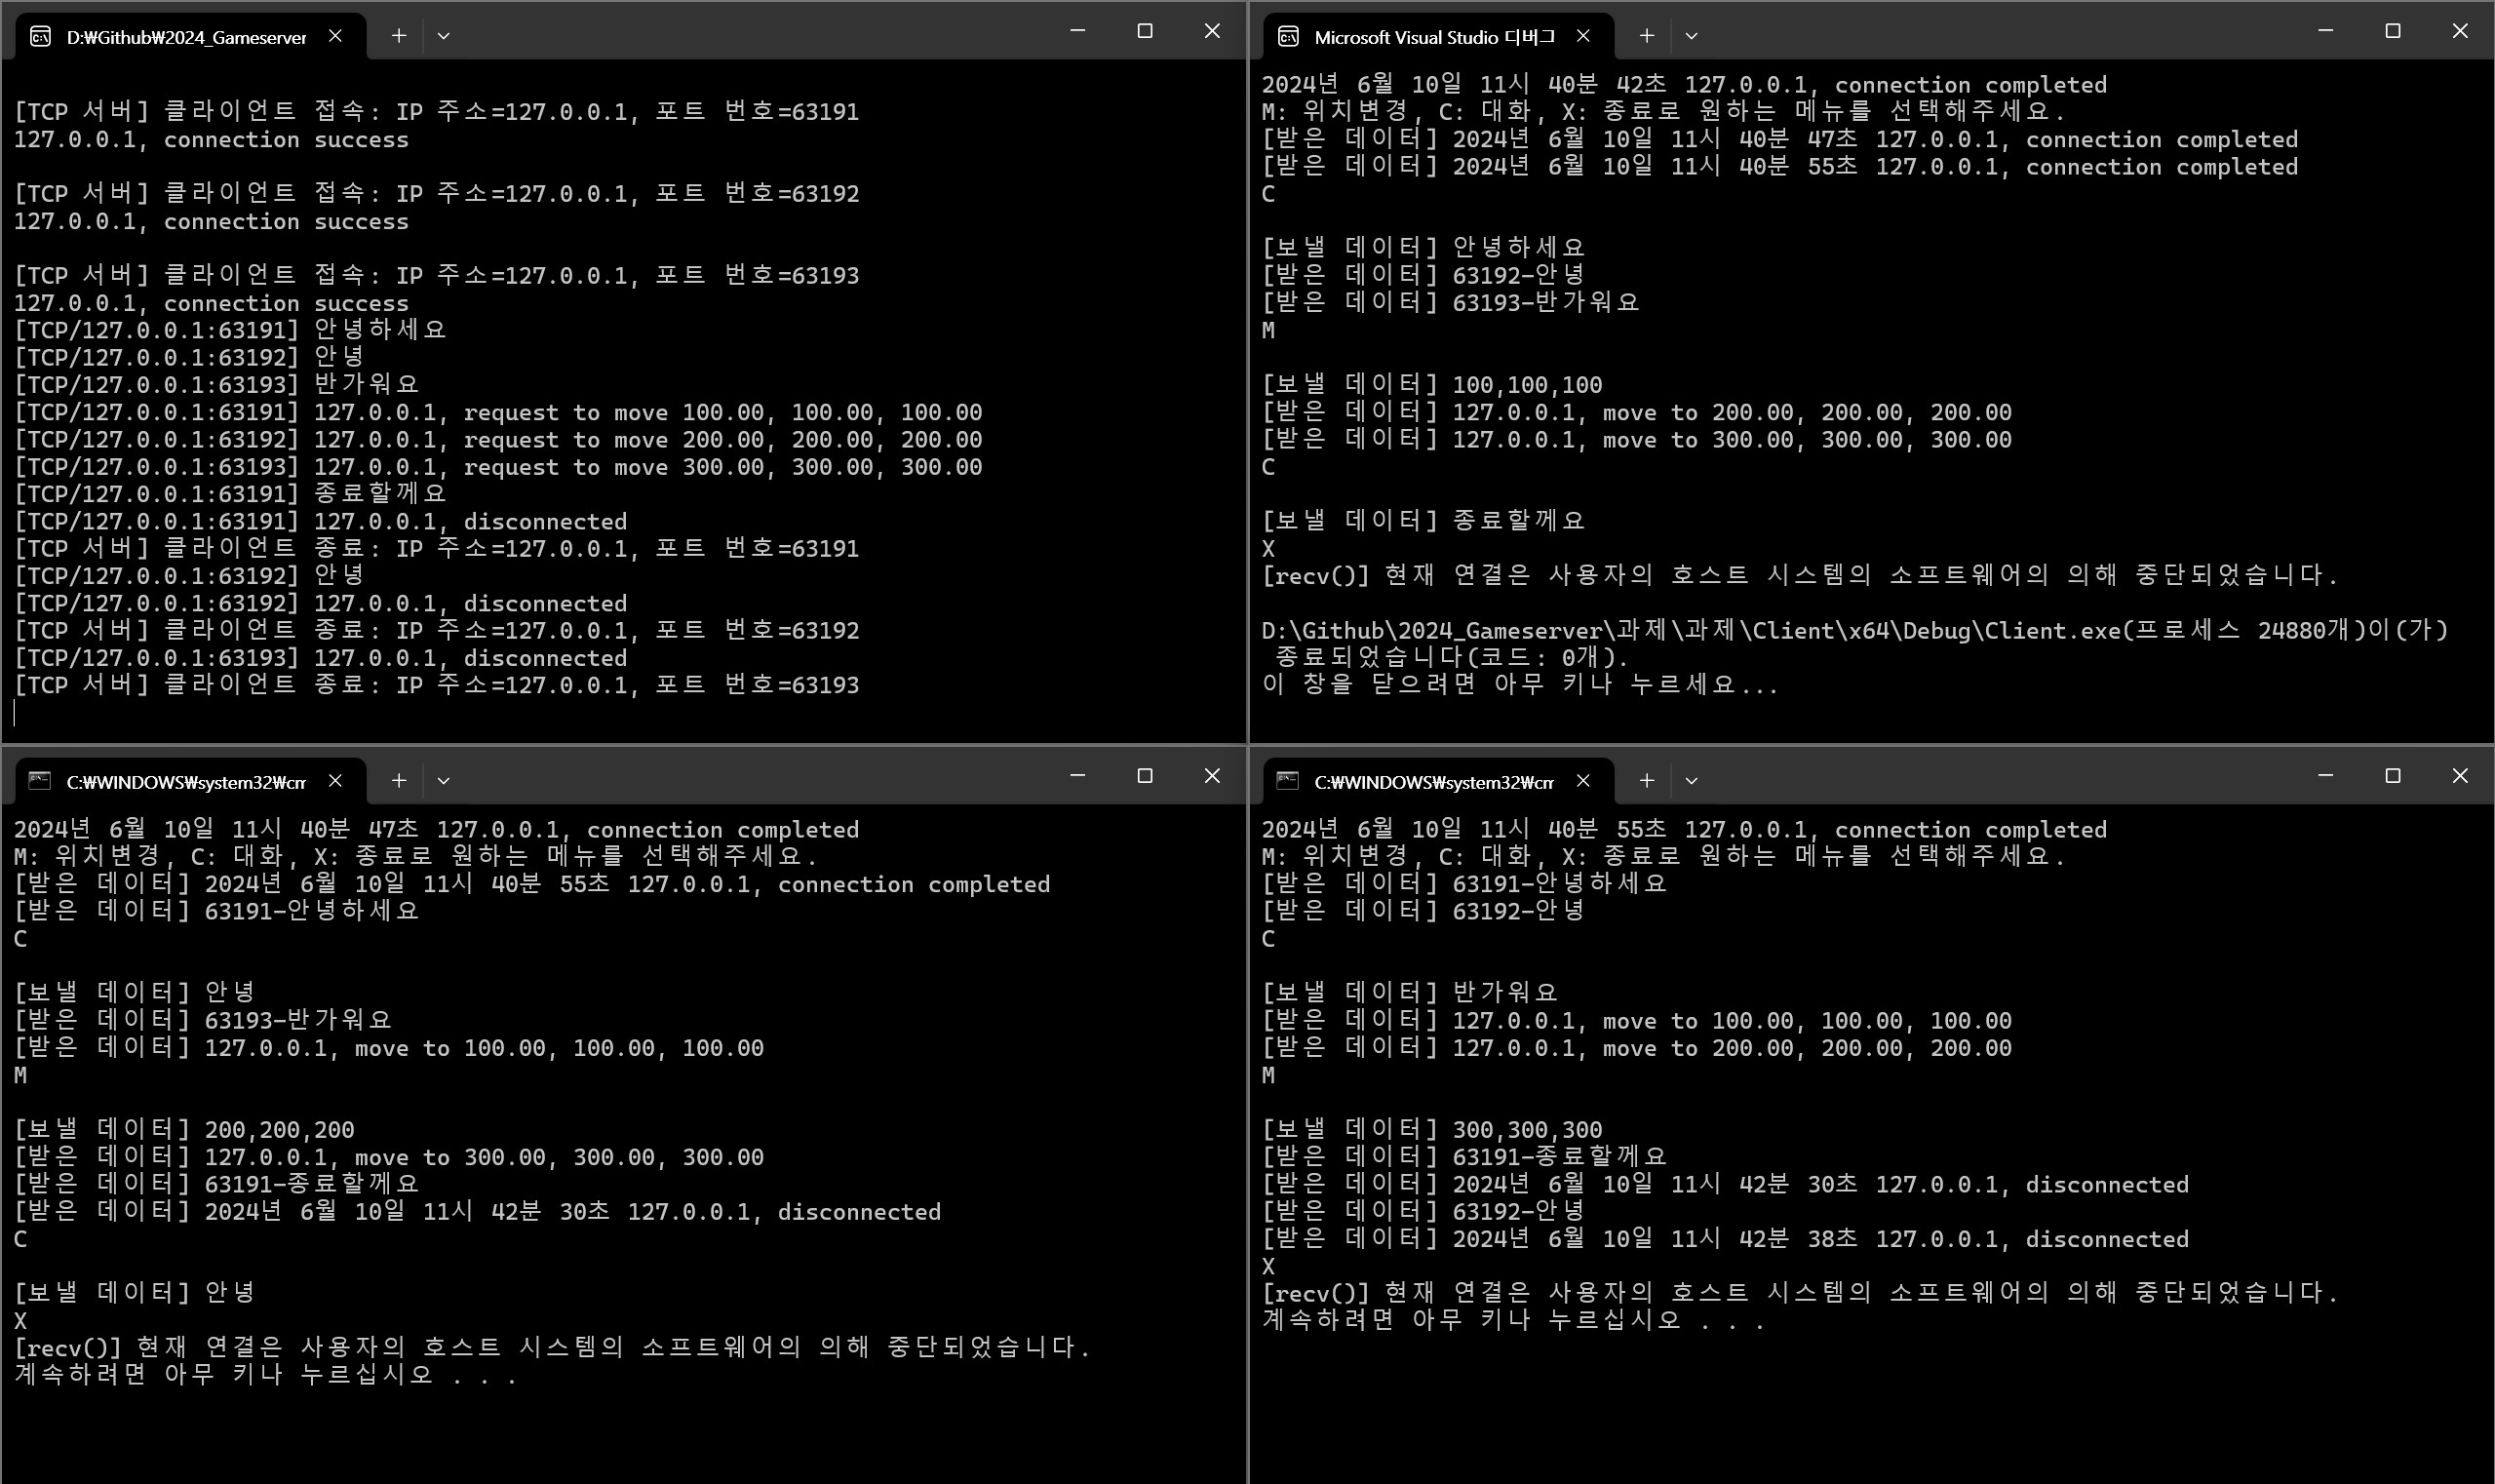 D:₩Github₩2024_Gameserver
[TCP 서버] 클라이언트 접속: IP 주소=127.0.0.1, 포트 번호=63191
127.0.0.1, connection success
[TCP 서버] 클라이언트 접속: IP 주소=127.0.0.1, 포트 번호=63192
127.0.0.1, connection success
[TCP 서버] 클라이언트 접속: IP 주소=127.0.0.1, 포트 번호=63193
127.0.0.1, connection success
[TCP/127.0.0.1:63191] 안녕하세요
[TCP/127.0.0.1:63192] 안녕
[TCP/127.0.0.1:63193] 반가워요
[TCP/127.0.0.1:63191] 127.0.0.1, request to move 100.00, 100.00, 100.00
[TCP/127.0.0.1:63192] 127.0.0.1, request to move 200.00, 200.00, 200.00
[TCP/127.0.0.1:63193] 127.0.0.1, request to move 300.00, 300.00, 300.00
[TCP/127.0.0.1:63191] 종료할께요
[TCP/127.0.0.1:63191] 127.0.0.1, disconnected
[TCP 서버] 클라이언트 종료: IP 주소=127.0.0.1, 포트 번호=63191
[TCP/127.0.0.1:63192] 안녕
[TCP/127.0.0.1:63192] 127.0.0.1, disconnected
[TCP 서버] 클라이언트 종료: IP 주소=127.0.0.1, 포트 번호=63192
[TCP/127.0.0.1:63193] 127.0.0.1, disconnected
[TCP 서버] 클라이언트 종료: IP 주소=127.0.0.1, 포트 번호=63193
Microsoft Visual Studio 디버그
2024년 6월 10일 11시 40분 42초 127.0.0.1, connection completed
M: 위치변경, C: 대화, X: 종료로 원하는 메뉴를 선택해주세요.
[받은 데이터] 2024년 6월 10일 11시 40분 47초 127.0.0.1, connection completed
[받은 데이터] 2024년 6월 10일 11시 40분 55초 127.0.0.1, connection completed
C
[보낼 데이터] 안녕하세요
[받은 데이터] 63192-안녕
[받은 데이터] 63193-반가워요
M
[보낼 데이터] 100,100,100
[받은 데이터] 127.0.0.1, move to 200.00, 200.00, 200.00
[받은 데이터] 127.0.0.1, move to 300.00, 300.00, 300.00
C
[보낼 데이터] 종료할께요
X
[recv()] 현재 연결은 사용자의 호스트 시스템의 소프트웨어의 의해 중단되었습니다.
D:\Github\2024_Gameserver\과제\과제\Client\x64\Debug\Client.exe(프로세스 24880개)이(가)
종료되었습니다(코드: 0개).
이 창을 닫으려면 아무 키나 누르세요...
C:₩WINDOWS₩system32₩cm
2024년 6월 10일 11시 40분 47초 127.0.0.1, connection completed
M: 위치변경, C: 대화, X: 종료로 원하는 메뉴를 선택해주세요.
[받은 데이터] 2024년 6월 10일 11시 40분 55초 127.0.0.1, connection completed
[받은 데이터] 63191-안녕하세요
C
[보낼 데이터] 안녕
[받은 데이터] 63193-반가워요
[받은 데이터] 127.0.0.1, move to 100.00, 100.00, 100.00
M
[보낼 데이터] 200,200,200
[받은 데이터] 127.0.0.1, move to 300.00, 300.00, 300.00
[받은 데이터] 63191-종료할께요
[받은 데이터] 2024년 6월 10일 11시 42분 30초 127.0.0.1, disconnected
C
[보낼 데이터] 안녕
X
[recv()] 현재 연결은 사용자의 호스트 시스템의 소프트웨어의 의해 중단되었습니다.
계속하려면 아무 키나 누르십시오 . . .
C:₩WINDOWS₩system32₩cm
2024년 6월 10일 11시 40분 55초 127.0.0.1, connection completed
M: 위치변경, C: 대화, X: 종료로 원하는 메뉴를 선택해주세요.
[받은 데이터] 63191-안녕하세요
[받은 데이터] 63192-안녕
C
[보낼 데이터] 반가워요
[받은 데이터] 127.0.0.1, move to 100.00, 100.00, 100.00
[받은 데이터] 127.0.0.1, move to 200.00, 200.00, 200.00
M
[보낼 데이터] 300,300,300
[받은 데이터] 63191-종료할께요
[받은 데이터] 2024년 6월 10일 11시 42분 30초 127.0.0.1, disconnected
[받은 데이터] 63192-안녕
[받은 데이터] 2024년 6월 10일 11시 42분 38초 127.0.0.1, disconnected
X
[recv()] 현재 연결은 사용자의 호스트 시스템의 소프트웨어의 의해 중단되었습니다.
계속하려면 아무 키나 누르십시오 . . .